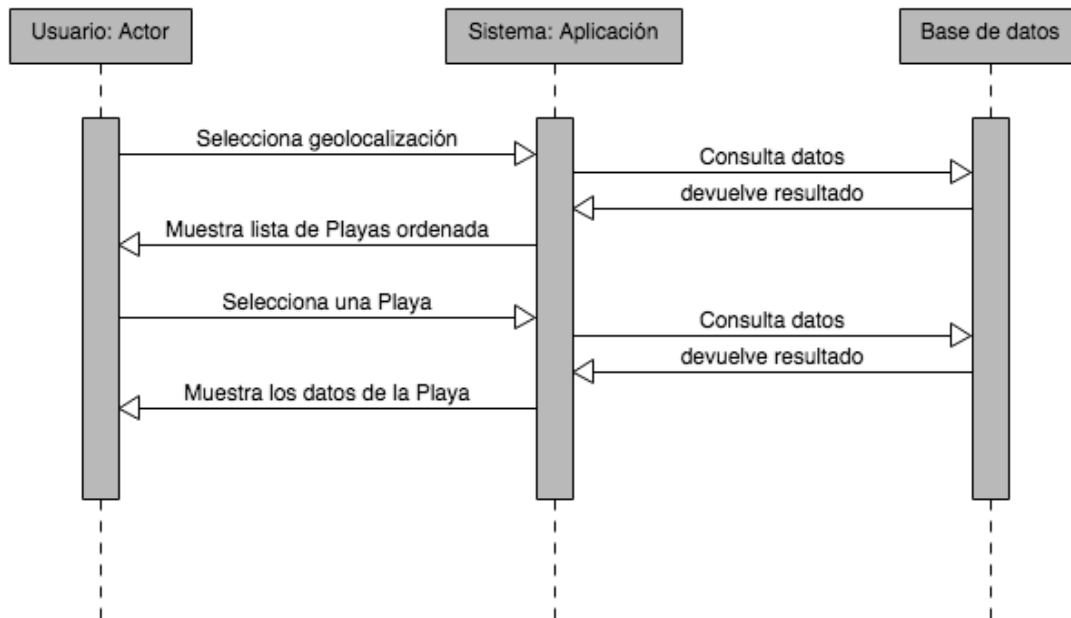 Usuario: Actor
Sistema: Aplicación
Base de datos
Selecciona geolocalización
Consulta datos
devuelve resultado
Muestra lista de Playas ordenada
Selecciona una Playa
Consulta datos
devuelve resultado
Muestra los datos de la Playa